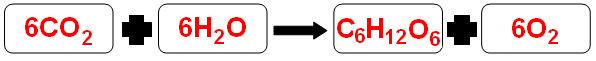 6CO₂ + 6H₂O → C₆H₁₂O₆ + 6O₂